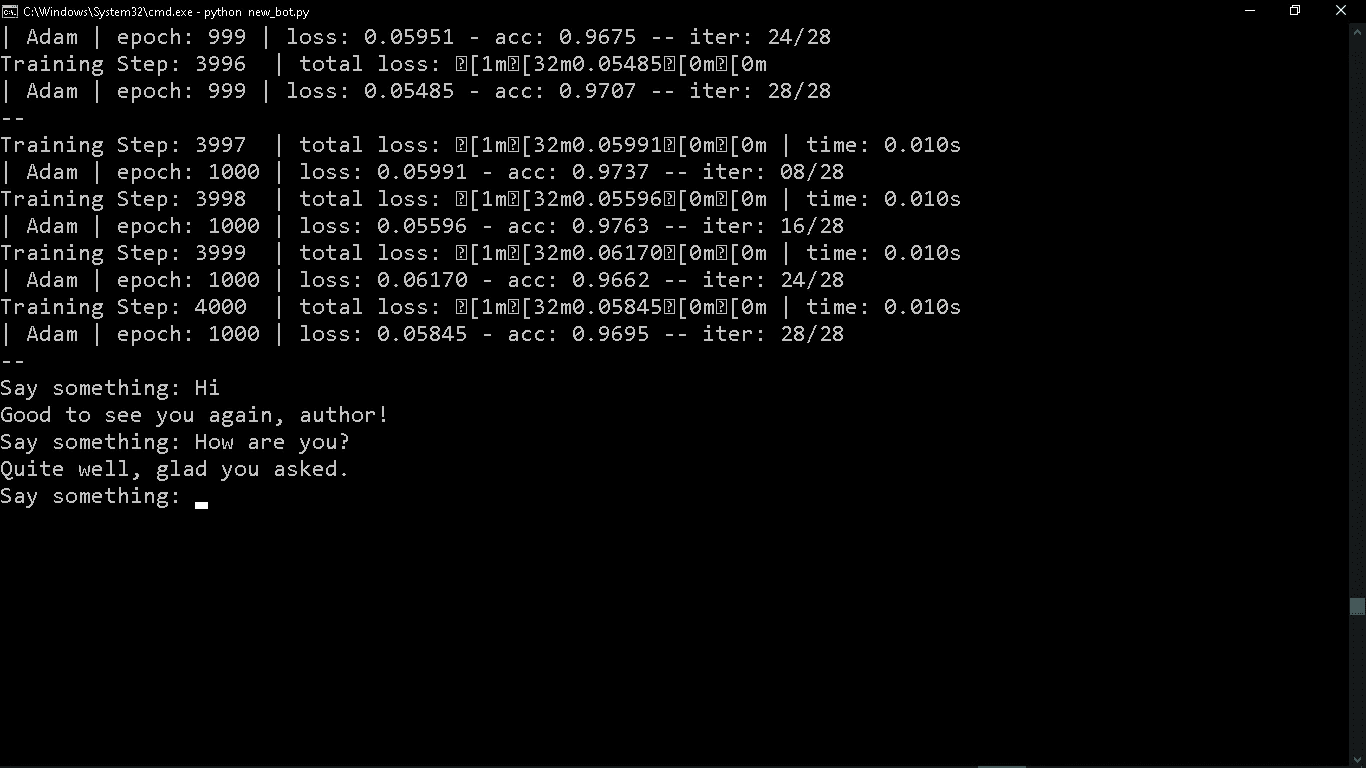 C:\Windows\System32\cmd.exe - python new_bot.py
| Adam | epoch: 999 | loss: 0.05951 - acc: 0.9675 -- iter: 24/28
Training Step: 3996  | total loss: ⍰[1m⍰[32m0.05485⍰[0m⍰[0m
| Adam | epoch: 999 | loss: 0.05485 - acc: 0.9707 -- iter: 28/28
--
Training Step: 3997  | total loss: ⍰[1m⍰[32m0.05991⍰[0m⍰[0m | time: 0.010s
| Adam | epoch: 1000 | loss: 0.05991 - acc: 0.9737 -- iter: 08/28
Training Step: 3998  | total loss: ⍰[1m⍰[32m0.05596⍰[0m⍰[0m | time: 0.010s
| Adam | epoch: 1000 | loss: 0.05596 - acc: 0.9763 -- iter: 16/28
Training Step: 3999  | total loss: ⍰[1m⍰[32m0.06170⍰[0m⍰[0m | time: 0.010s
| Adam | epoch: 1000 | loss: 0.06170 - acc: 0.9662 -- iter: 24/28
Training Step: 4000  | total loss: ⍰[1m⍰[32m0.05845⍰[0m⍰[0m | time: 0.010s
| Adam | epoch: 1000 | loss: 0.05845 - acc: 0.9695 -- iter: 28/28
--
Say something: Hi
Good to see you again, author!
Say something: How are you?
Quite well, glad you asked.
Say something: